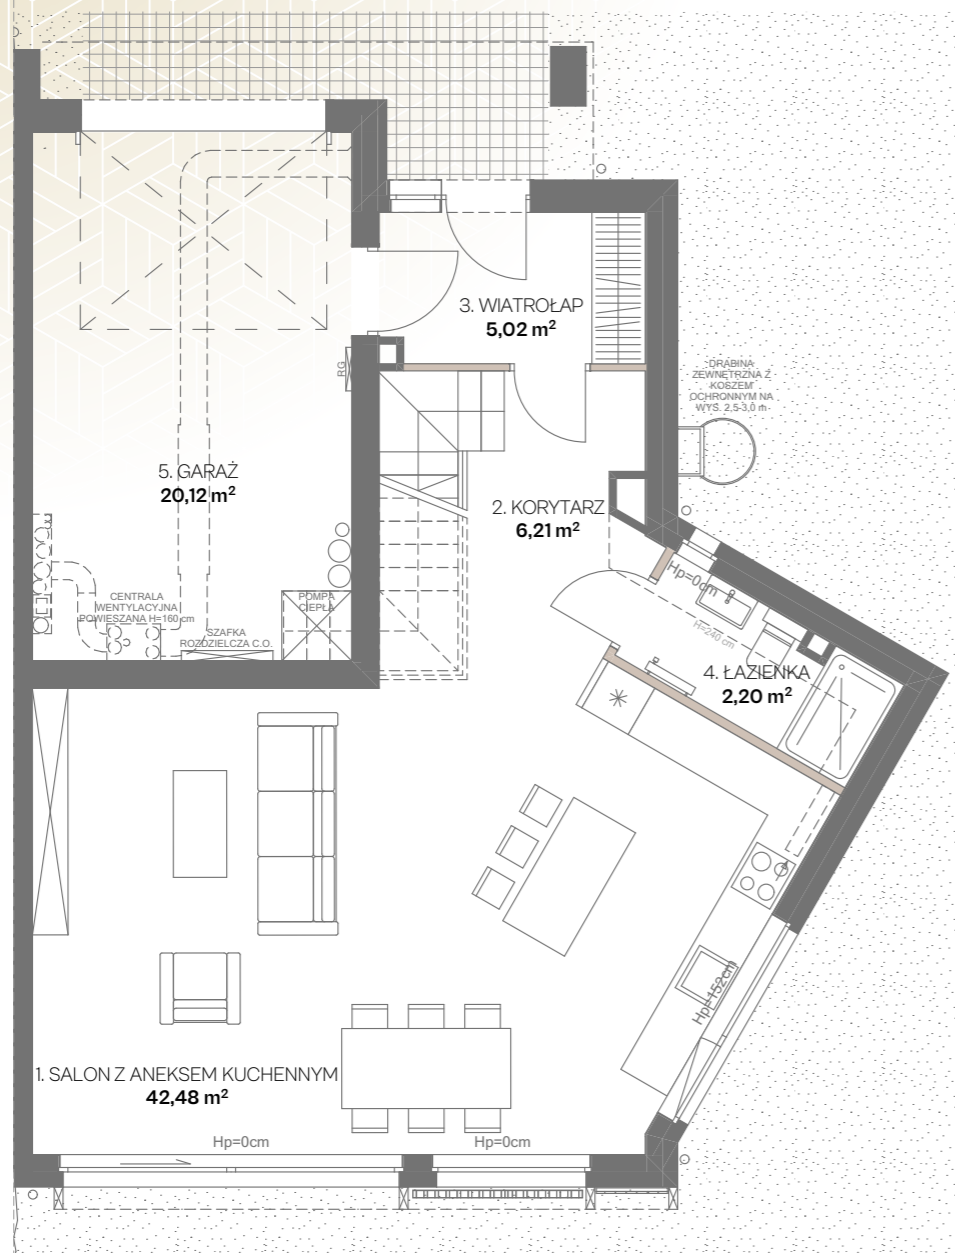 3. WIATROŁAP
5,02 m²
RG
DRABINA
ZEWNĘTRZNA Z
KOSZEM
OCHRONNYM NA
WYS. 2,5-3,0 m
5. GARAŻ
20,12 m²
2. KORYTARZ
6,21 m²
Hp=0cm
CENTRALA
WENTYLACYJNA
POWIESZANA H=160 cm
POMPA
CIEPŁA
SZAFKA
ROZDZIELCZA C.O.
H=240 cm
4. ŁAZIENKA
2,20 m²
Hp=152cm
1. SALON Z ANEKSEM KUCHENNYM
42,48 m²
Hp=0cm
Hp=0cm